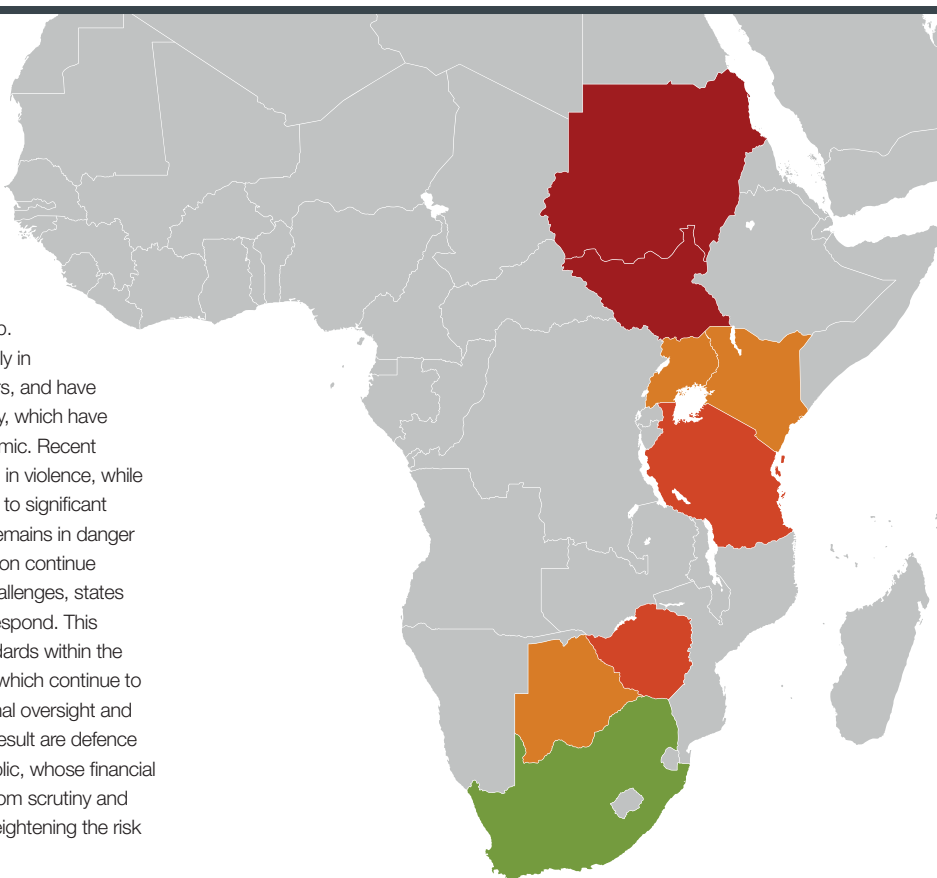 o.
ly in
rs, and have
y, which have
mic. Recent
in violence, while
to significant
emains in danger
on continue
allenges, states
espond. This
dards within the
which continue to
nal oversight and
esult are defence
blic, whose financial
om scrutiny and
eightening the risk